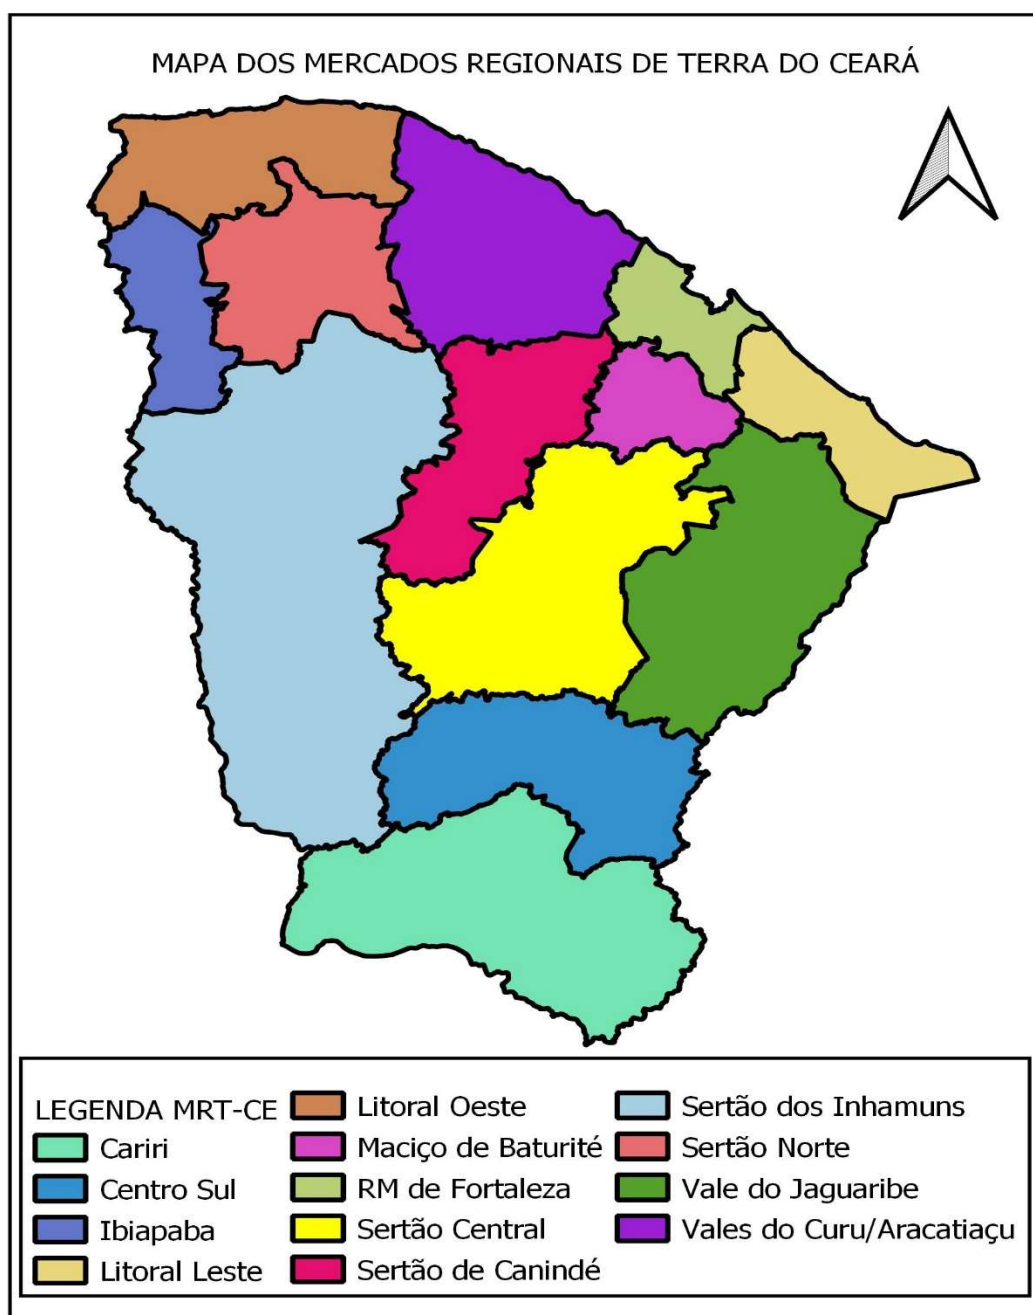 MAPA DOS MERCADOS REGIONAIS DE TERRA DO CEARÁ
LEGENDA MRT-CE
Cariri
Centro Sul
Ibiapaba
Litoral Leste
Litoral Oeste
Maciço de Baturité
RM de Fortaleza
Sertão Central
Sertão de Canindé
Sertão dos Inhamuns
Sertão Norte
Vale do Jaguaribe
Vales do Curu/Aracatiaçu